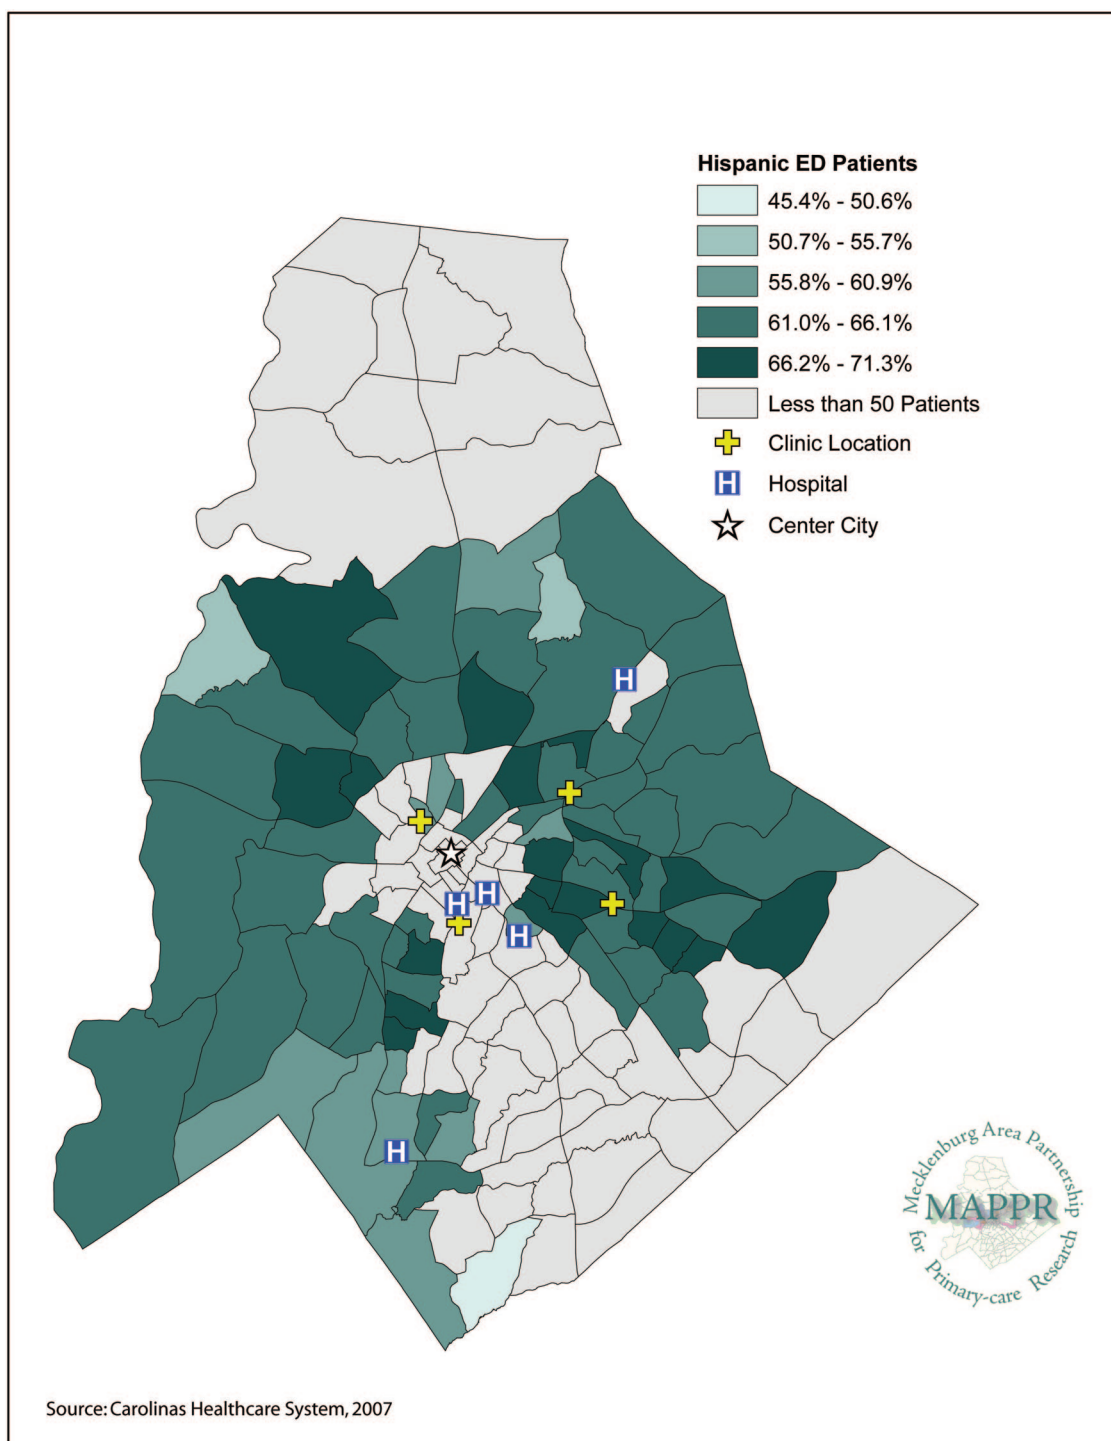 Hispanic ED Patients
45.4% - 50.6%
50.7% - 55.7%
55.8% - 60.9%
61.0% - 66.1%
66.2% - 71.3%
Less than 50 Patients
Clinic Location
H Hospital
Center City
H
H
H
H
H
Mecklenburg Area Partnership
MAPPR
for Primary-care Research
Source: Carolinas Healthcare System, 2007